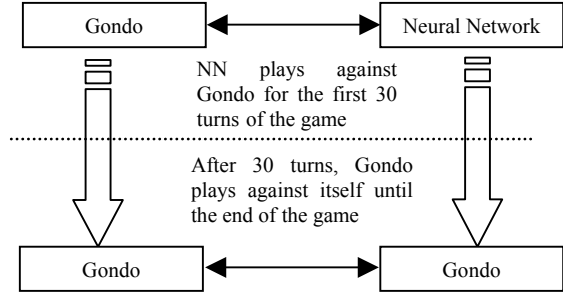 Gondo
Neural Network
NN plays against
Gondo for the first 30
turns of the game
After 30 turns, Gondo
plays against itself until
the end of the game
Gondo
Gondo